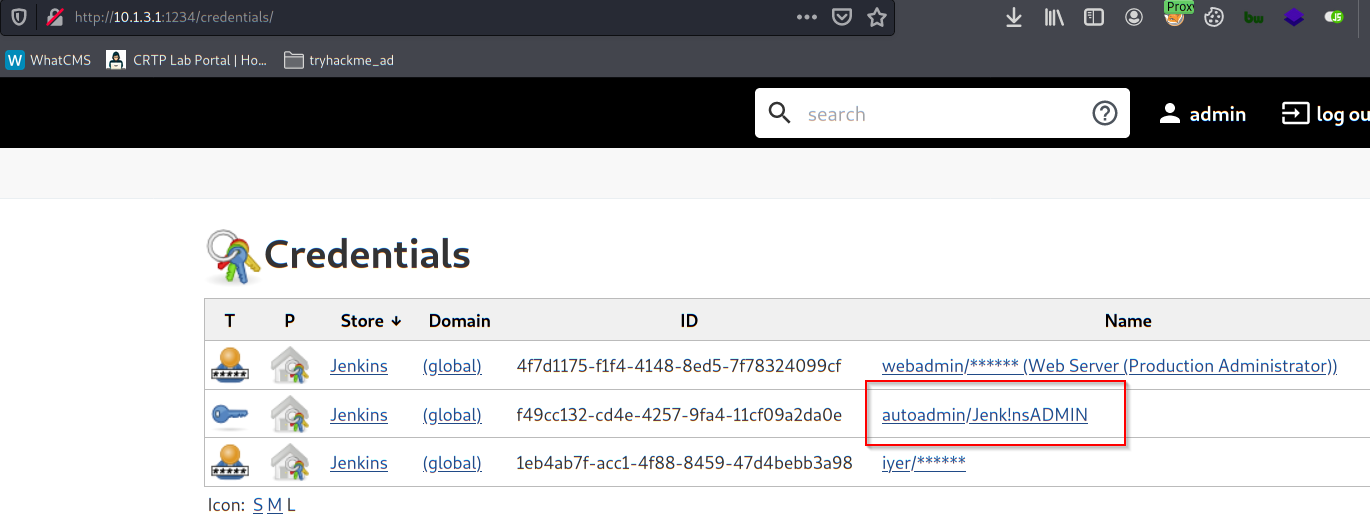 http://10.1.3.1:1234/credentials/
Proxy
bw
JS
W WhatCMS CRTP Lab Portal | Ho... tryhackme_ad
search
admin
log ou
Credentials
T P Store ↓ Domain ID Name
Jenkins (global) 4f7d1175-f1f4-4148-8ed5-7f78324099cf webadmin/****** (Web Server (Production Administrator))
Jenkins (global) f49cc132-cd4e-4257-9fa4-11cf09a2da0e autoadmin/Jenk!nsADMIN
Jenkins (global) 1eb4ab7f-acc1-4f88-8459-47d4bebb3a98 iyer/******
Icon: S M L